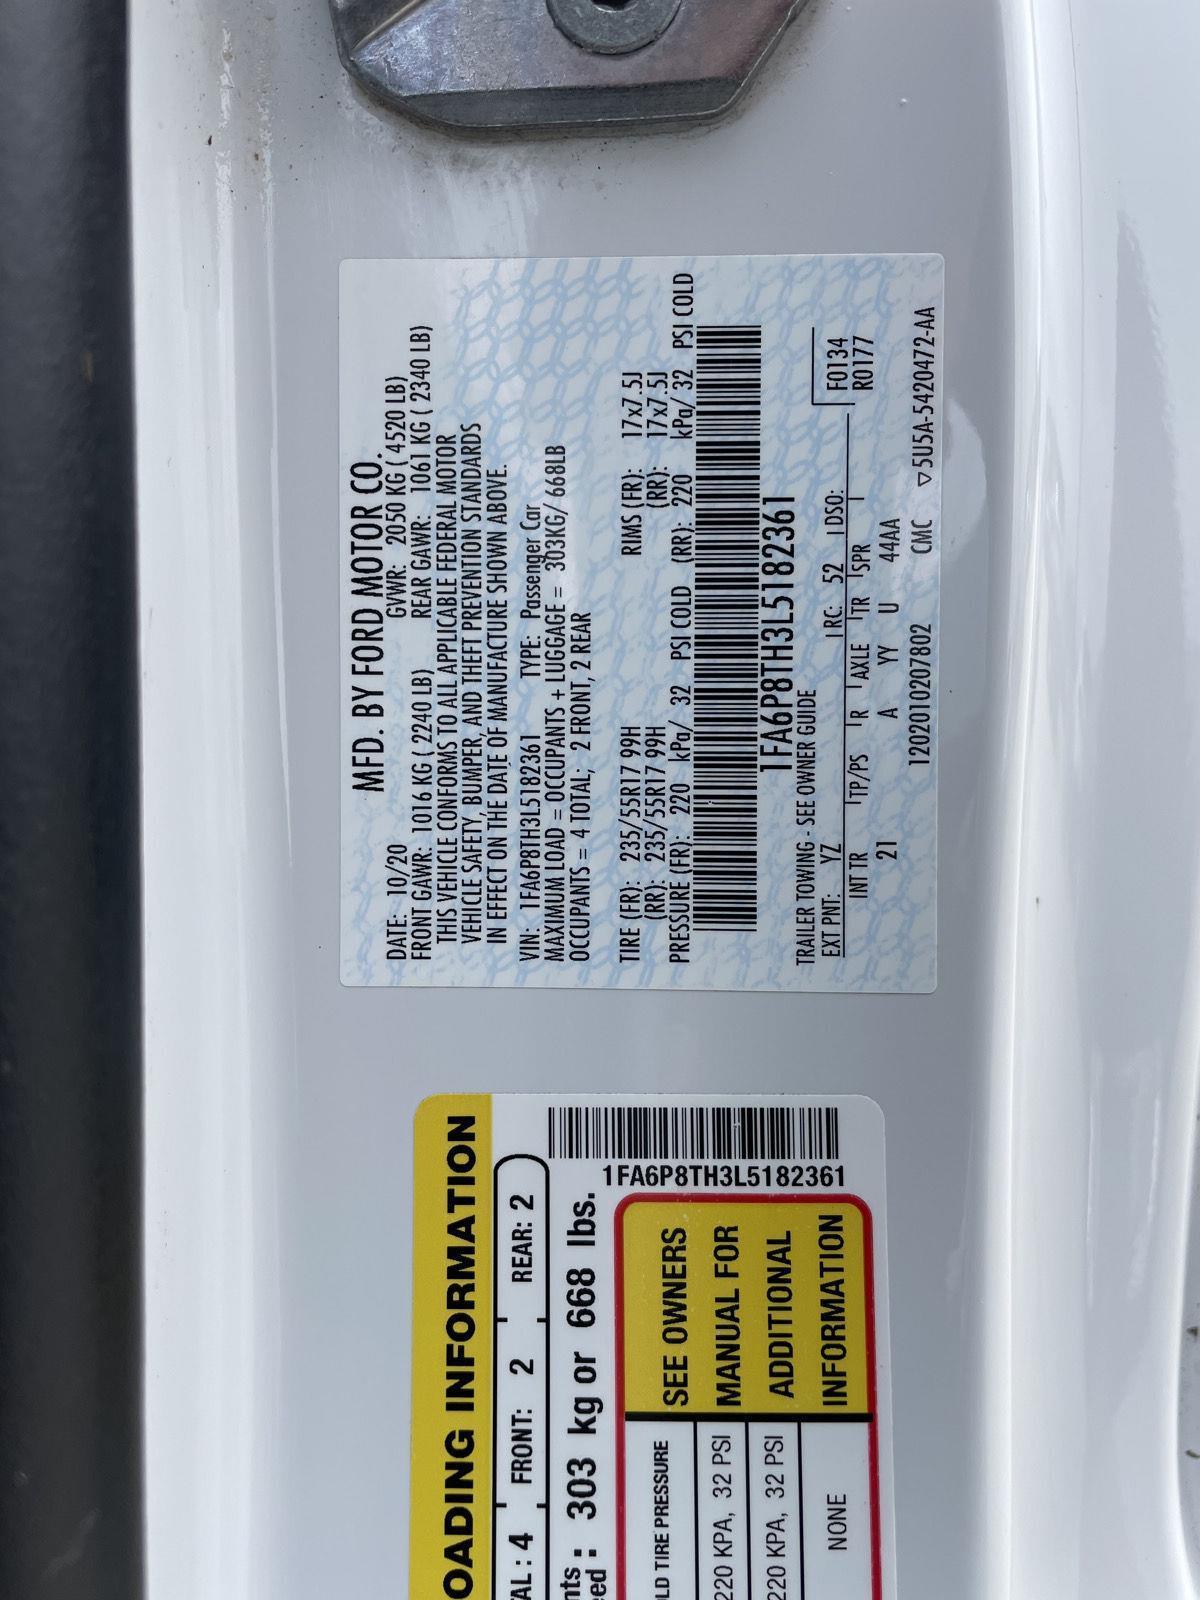 MFD. BY FORD MOTOR CO.
DATE: 10/20 GVWR: 2050 KG ( 4520 LB)
FRONT GAWR: 1016 KG ( 2240 LB) REAR GAWR: 1061 KG ( 2340 LB)
THIS VEHICLE CONFORMS TO ALL APPLICABLE FEDERAL MOTOR
VEHICLE SAFETY, BUMPER, AND THEFT PREVENTION STANDARDS
IN EFFECT ON THE DATE OF MANUFACTURE SHOWN ABOVE.
VIN: 1FA6P8TH3L5182361 TYPE: Passenger Car
MAXIMUM LOAD = OCCUPANTS + LUGGAGE = 303KG/ 668LB
OCCUPANTS = 4 TOTAL; 2 FRONT, 2 REAR
TIRE (FR): 235/55R17 99H RIMS (FR): 17x7.5J
(RR): 235/55R17 99H (RR): 17x7.5J
PRESSURE (FR): 220 kPa/ 32 PSI COLD (RR): 220 kPa/ 32 PSI COLD
1FA6P8TH3L5182361
TRAILER TOWING - SEE OWNER GUIDE
EXT PNT: YZ RC: 52 DSO: F0134
INT TR TP/PS R AXLE TR SPR R0177
21 A YY U 44AA
1202010207802 CMC ▽5U5A-5420472-AA
OADING INFORMATION
TAL : 4 FRONT: 2 REAR: 2
nts
eed : 303 kg or 668 lbs.
1FA6P8TH3L5182361
LD TIRE PRESSURE
220 KPA, 32 PSI
220 KPA, 32 PSI
NONE
SEE OWNERS
MANUAL FOR
ADDITIONAL
INFORMATION